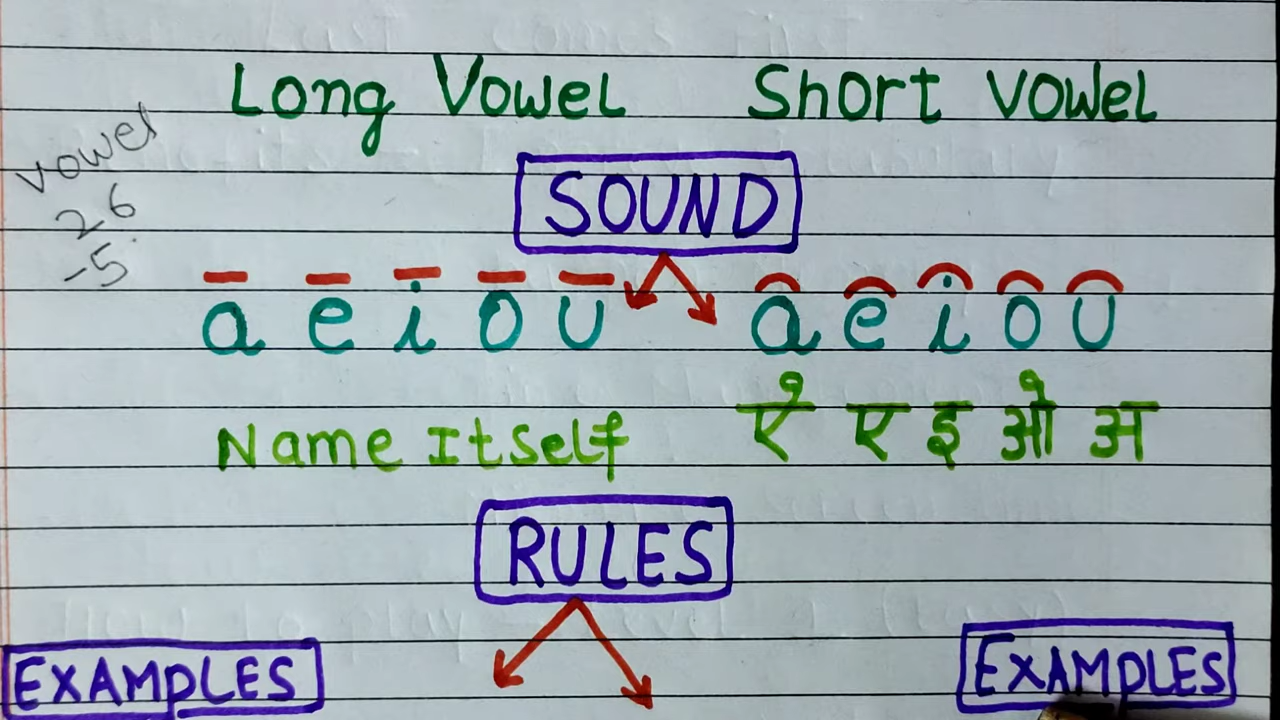 Long Vowel Short Vowel
Vowel
26
-5
SOUND
ā ē ī ō ū â ê î ô û
Name Itself ऐ ए इ ओ अ
RULES
EXAMPLES EXAMPLES